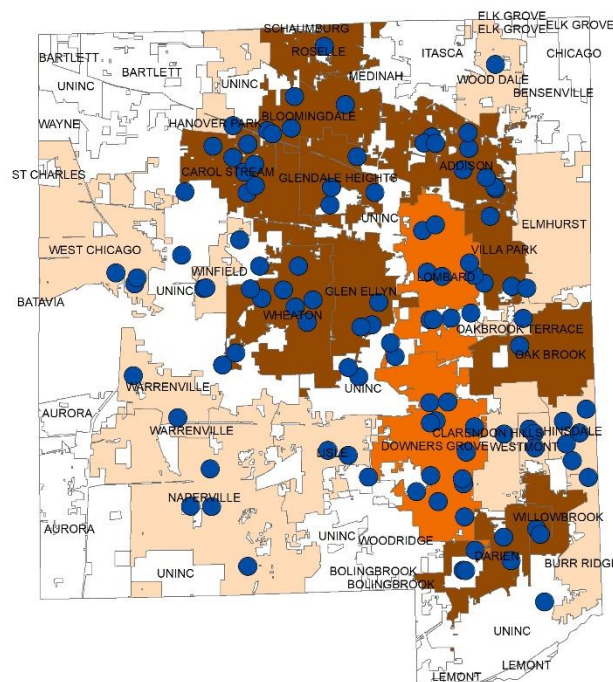 ELK GROVE
ELK GROVE
ELK GROVE
SCHAUMBURG
ROSELLE
ITASCA
CHICAGO
BARTLETT
BARTLETT
MEDINAH
WOOD DALE
UNINC
UNINC
BENSENVILLE
WAYNE
HANOVER PARK
BLOOMINGDALE
ADDISON
ST CHARLES
CAROL STREAM
GLENDALE HEIGHTS
UNINC
ELMHURST
WEST CHICAGO
VILLA PARK
WINFIELD
LOMBARD
UNINC
GLEN ELLYN
BATAVIA
WHEATON
OAKBROOK TERRACE
OAK BROOK
WARRENVILLE
UNINC
AURORA
WARRENVILLE
CLARENDON HILLS
HINSDALE
DOWNERS GROVE
WESTMONT
LISLE
NAPERVILLE
WILLOWBROOK
AURORA
UNINC
WOODRIDGE
DARIEN
BURR RIDGE
UNINC
BOLINGBROOK
BOLINGBROOK
UNINC
LEMONT
LEMONT